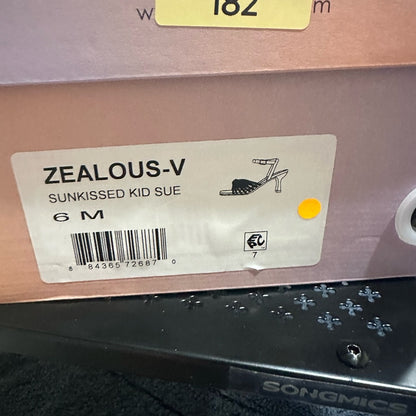 182
w
m
ZEALOUS-V
SUNKISSED KID SUE
6 M
8 84365 72687 0
7
SONGMICS